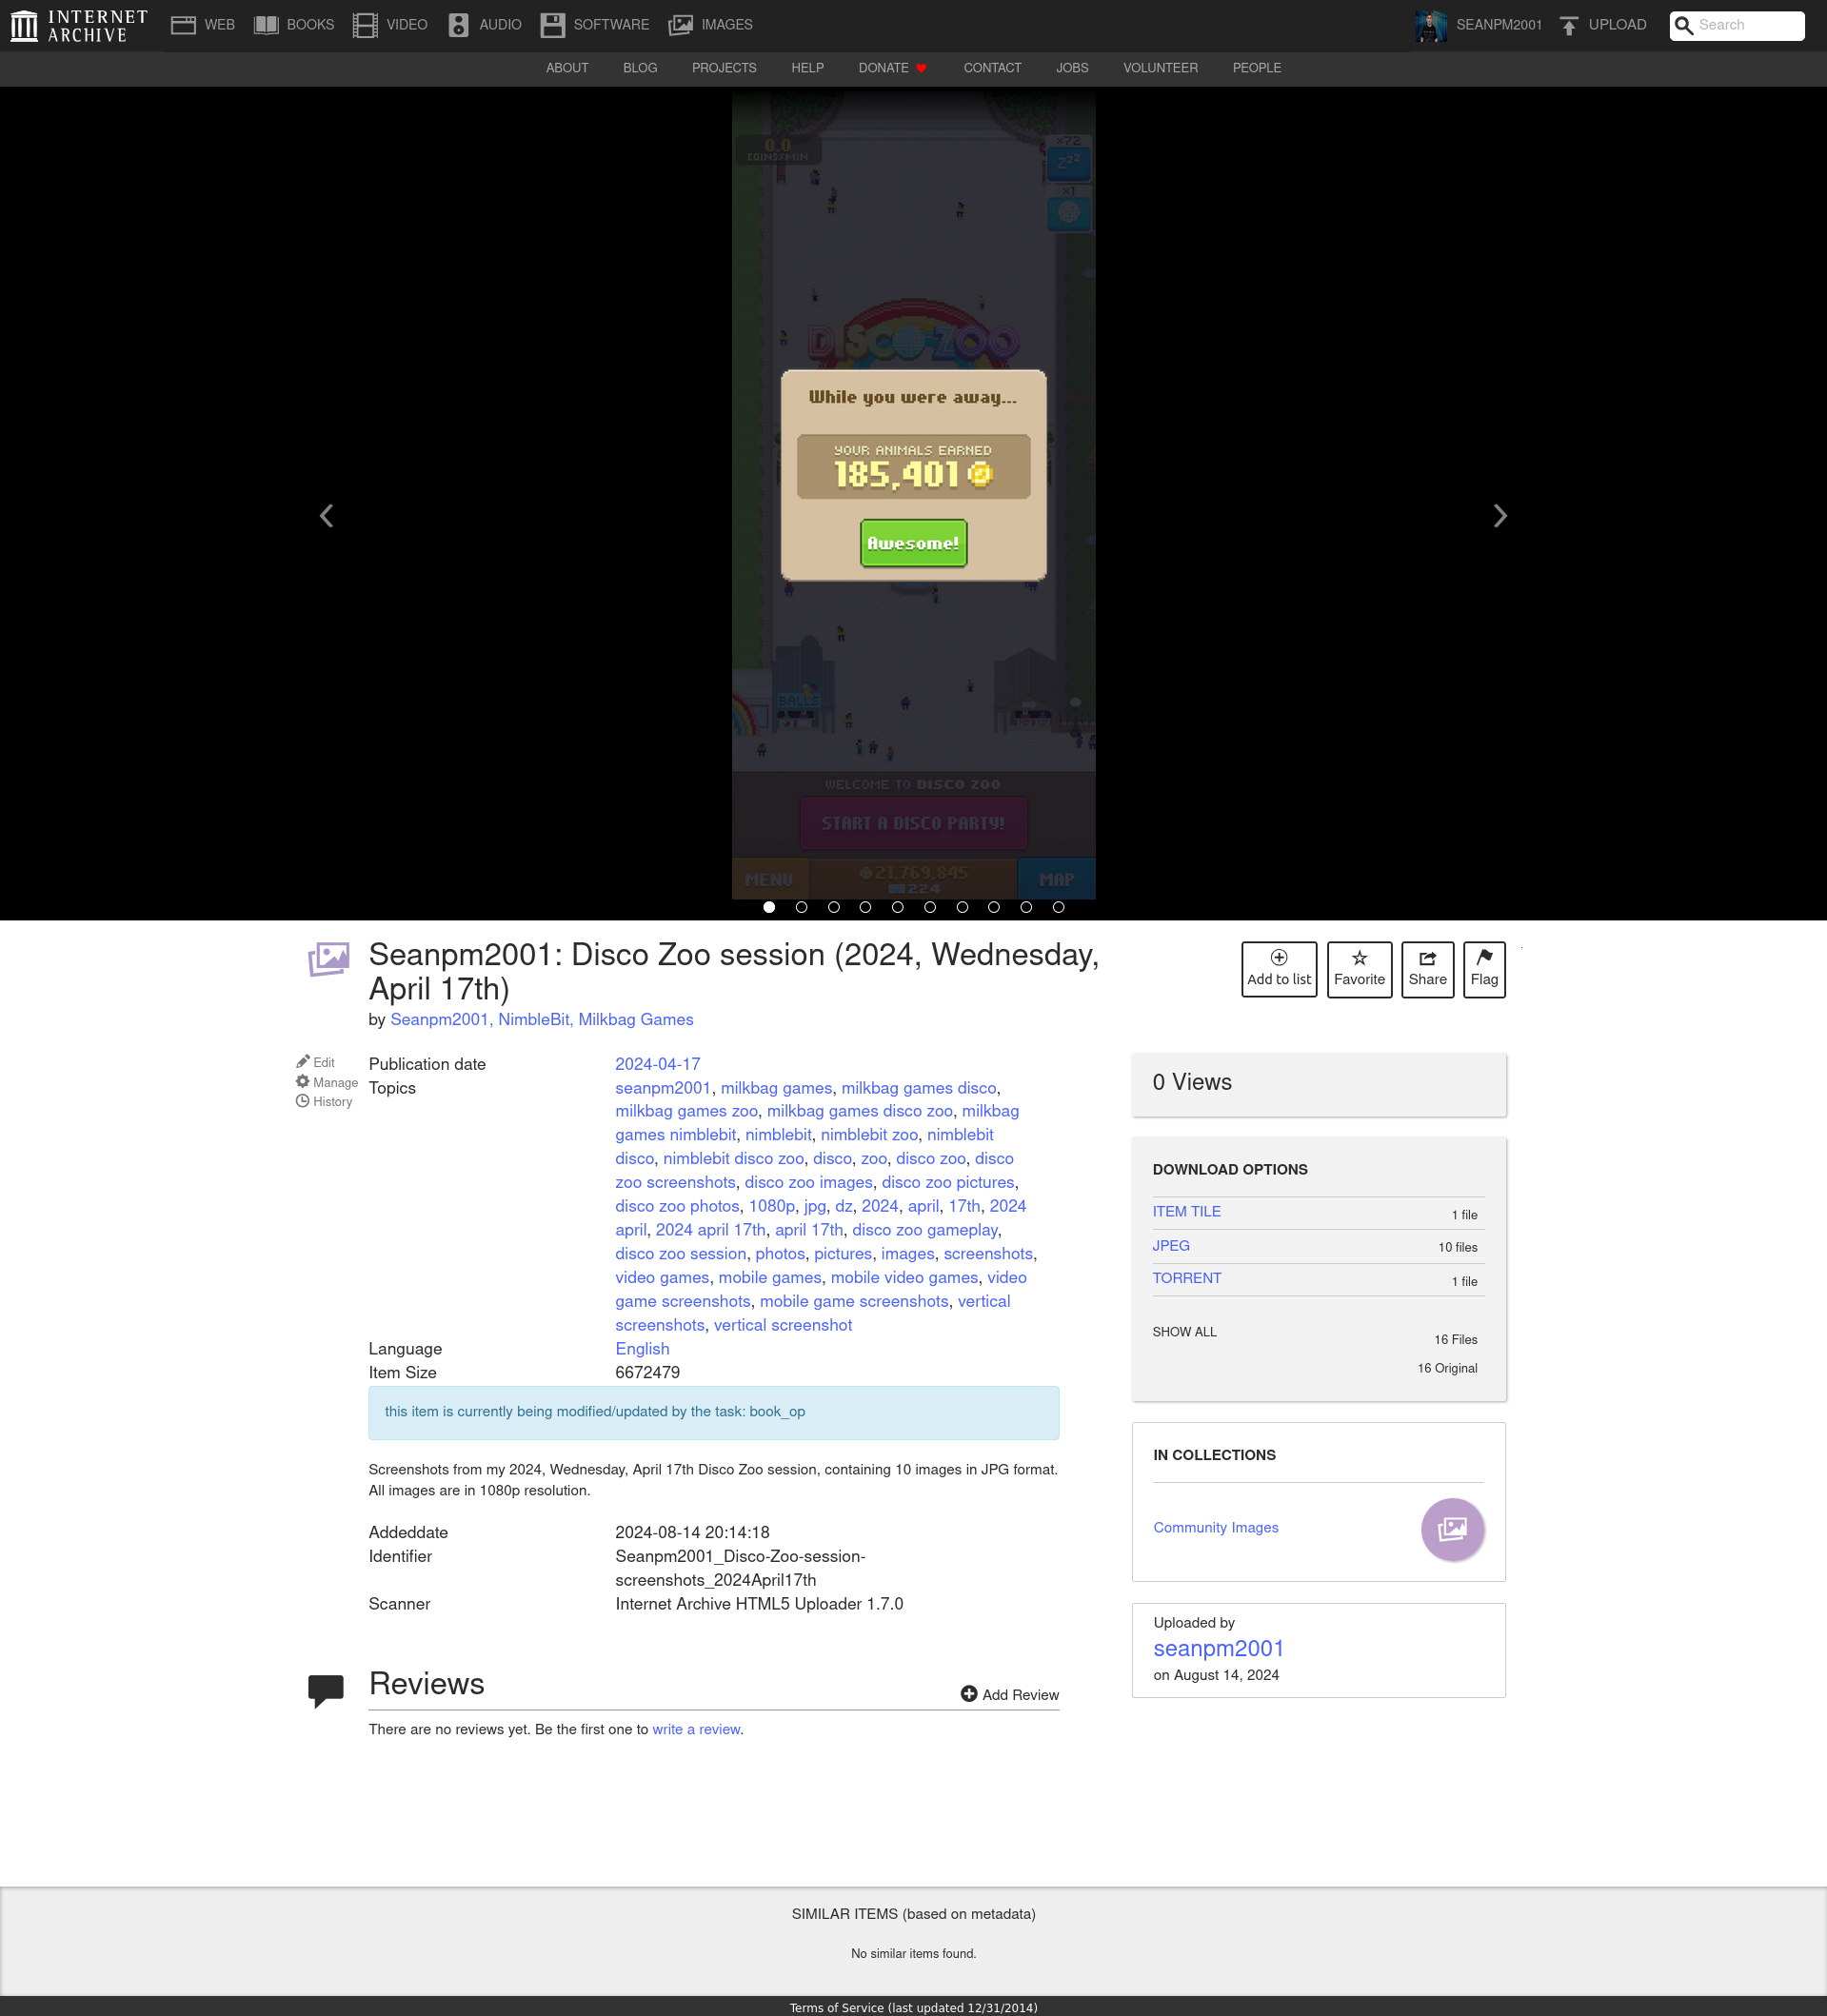 INTERNET ARCHIVE
WEB
BOOKS
VIDEO
AUDIO
SOFTWARE
IMAGES
SEANPM2001
UPLOAD
Search
ABOUT
BLOG
PROJECTS
HELP
DONATE
CONTACT
JOBS
VOLUNTEER
PEOPLE
0.0
COINS/MIN
×72
zzz
×1
DISCO ZOO
While you were away...
YOUR ANIMALS EARNED
185,401
Awesome!
BALLS
WELCOME TO DISCO ZOO
START A DISCO PARTY!
MENU
21,769,845
224
MAP
Seanpm2001: Disco Zoo session (2024, Wednesday,
April 17th)
by Seanpm2001, NimbleBit, Milkbag Games
Add to list
Favorite
Share
Flag
Edit
Manage
History
Publication date 2024-04-17
Topics seanpm2001, milkbag games, milkbag games disco,
milkbag games zoo, milkbag games disco zoo, milkbag
games nimblebit, nimblebit, nimblebit zoo, nimblebit
disco, nimblebit disco zoo, disco, zoo, disco zoo, disco
zoo screenshots, disco zoo images, disco zoo pictures,
disco zoo photos, 1080p, jpg, dz, 2024, april, 17th, 2024
april, 2024 april 17th, april 17th, disco zoo gameplay,
disco zoo session, photos, pictures, images, screenshots,
video games, mobile games, mobile video games, video
game screenshots, mobile game screenshots, vertical
screenshots, vertical screenshot
Language English
Item Size 6672479
this item is currently being modified/updated by the task: book_op
Screenshots from my 2024, Wednesday, April 17th Disco Zoo session, containing 10 images in JPG format.
All images are in 1080p resolution.
Addeddate 2024-08-14 20:14:18
Identifier Seanpm2001_Disco-Zoo-session-
screenshots_2024April17th
Scanner Internet Archive HTML5 Uploader 1.7.0
Reviews
Add Review
There are no reviews yet. Be the first one to write a review.
0 Views
DOWNLOAD OPTIONS
ITEM TILE 1 file
JPEG 10 files
TORRENT 1 file
SHOW ALL 16 Files
16 Original
IN COLLECTIONS
Community Images
Uploaded by
seanpm2001
on August 14, 2024
SIMILAR ITEMS (based on metadata)
No similar items found.
Terms of Service (last updated 12/31/2014)